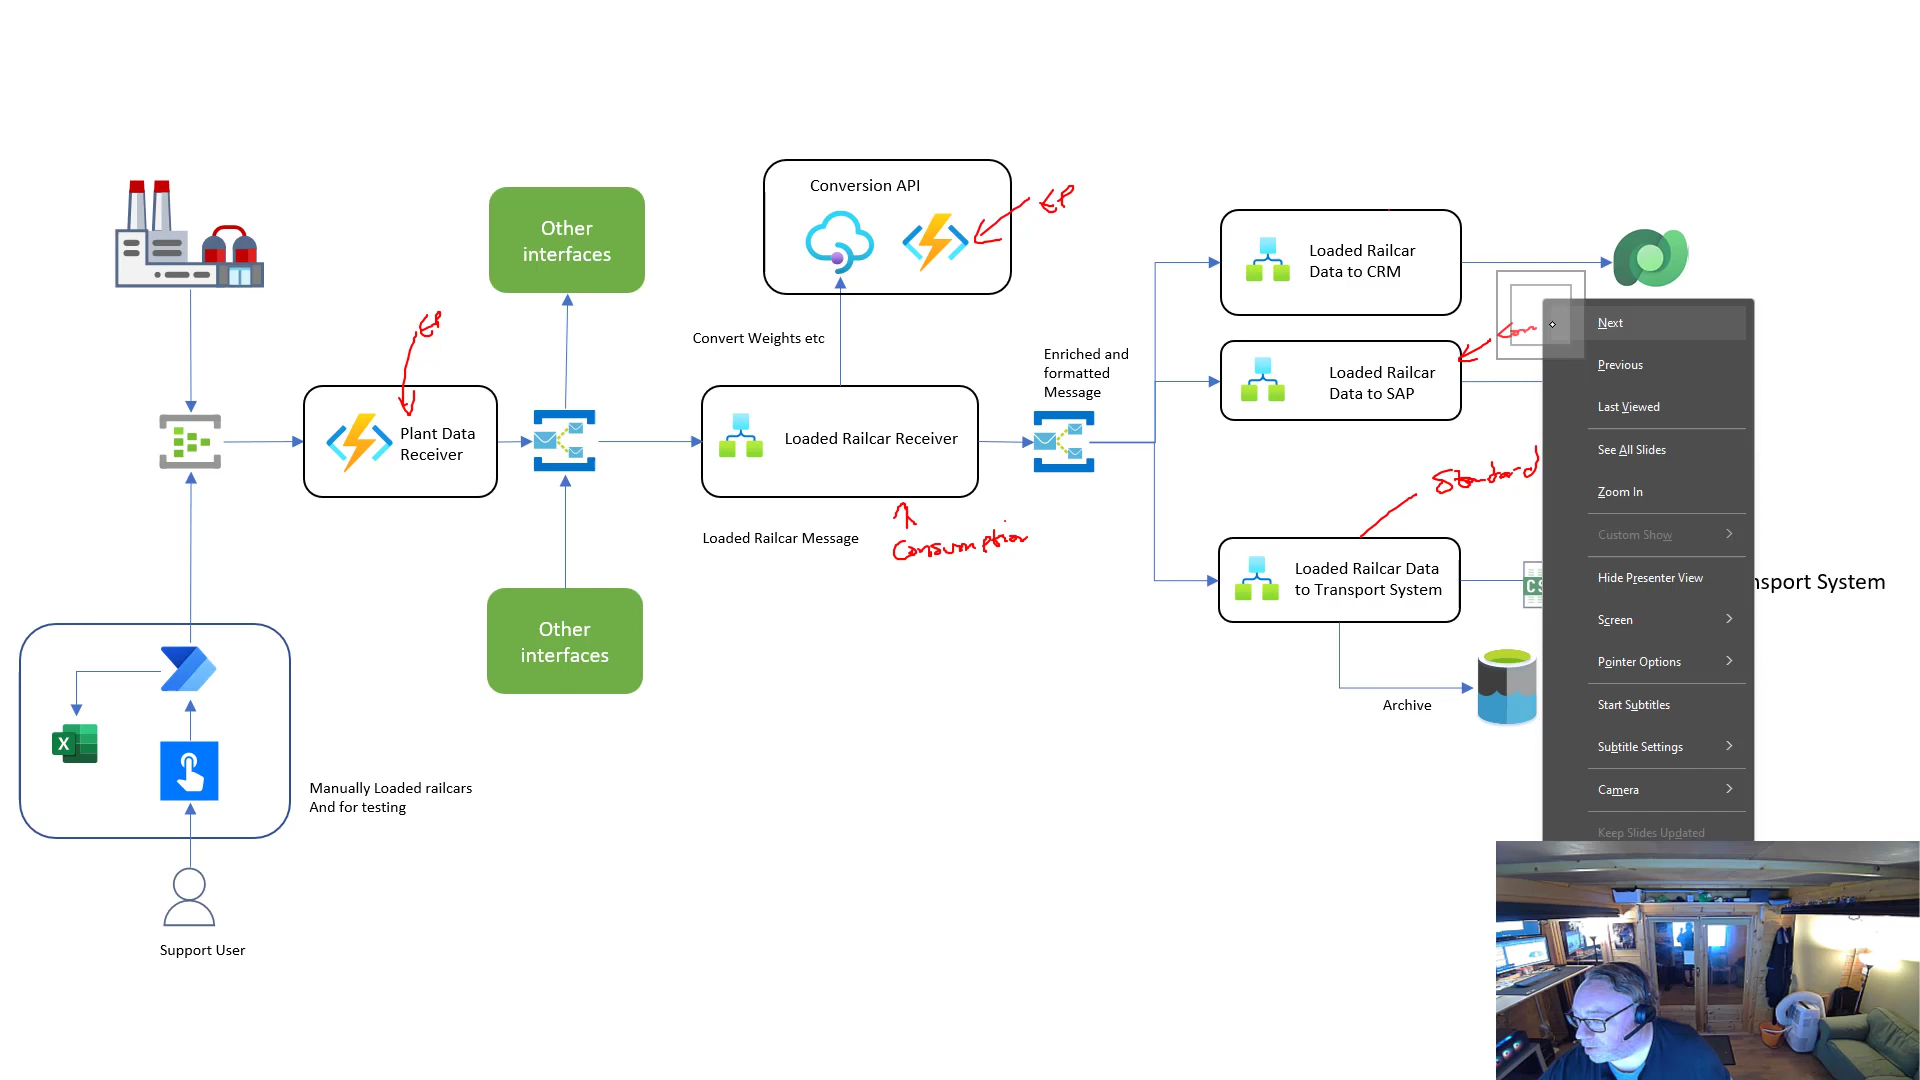 Conversion API
EP
Other
interfaces
Loaded Railcar
Data to CRM
EP
Convert Weights etc
Enriched and
formatted
Message
Next
Previous
Loaded Railcar
Data to SAP
Last Viewed
Plant Data
Receiver
Loaded Railcar Receiver
See All Slides
Standard
Zoom In
Loaded Railcar Message
Consumption
Custom Show
Loaded Railcar Data
to Transport System
CS
Hide Presenter View
nsport System
Screen
Other
interfaces
Pointer Options
Archive
Start Subtitles
Subtitle Settings
X
Manually Loaded railcars
And for testing
Camera
Keep Slides Updated
Support User